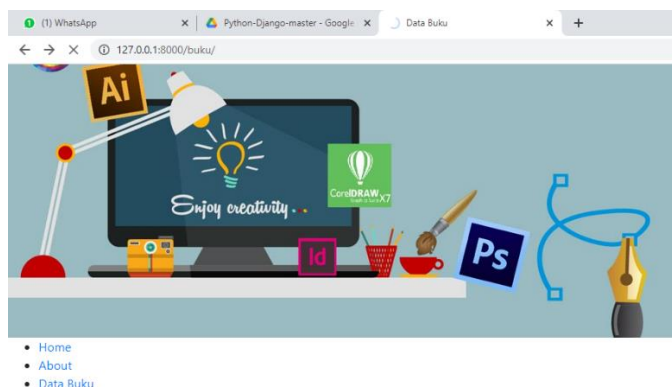 (1) WhatsApp
Python-Django-master - Google
Data Buku
127.0.0.1:8000/buku/
Ai
Enjoy creativity ...
CorelDRAW
X7
Id
Ps
Home
About
Data Buku